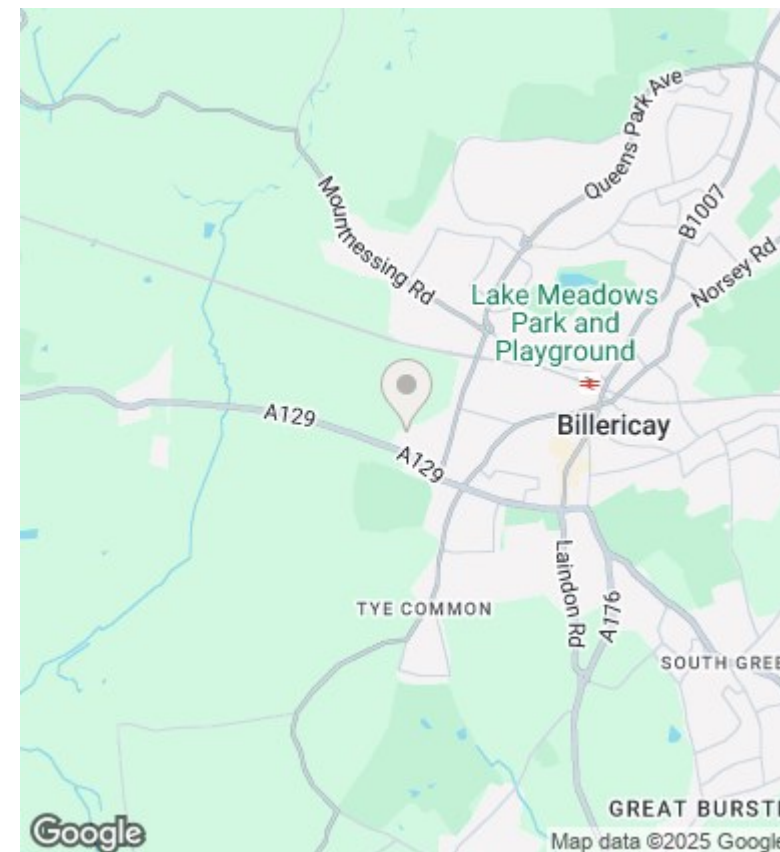 Queens Park Ave
B1007
Mountnessing Rd
Norsey Rd
Lake Meadows
Park and
Playground
A129
Billericay
A129
Laindon Rd
A176
TYE COMMON
SOUTH GREE
GREAT BURST
Google
Map data ©2025 Google